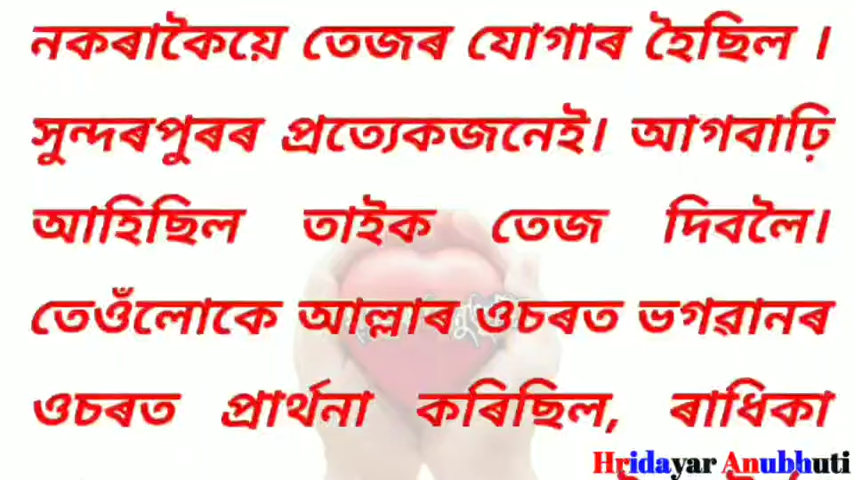 নকৰাকৈয়ে তেজৰ যোগাৰ হৈছিল ।
সুন্দৰপুৰৰ প্ৰত্যেকজনেই। আগবাঢ়ি
আহিছিল তাইক তেজ দিবলৈ।
তেওঁলোকে আল্লাৰ ওচৰত ভগৱানৰ
ওচৰত প্ৰাৰ্থনা কৰিছিল, ৰাধিকা
Hridayar Anubhuti